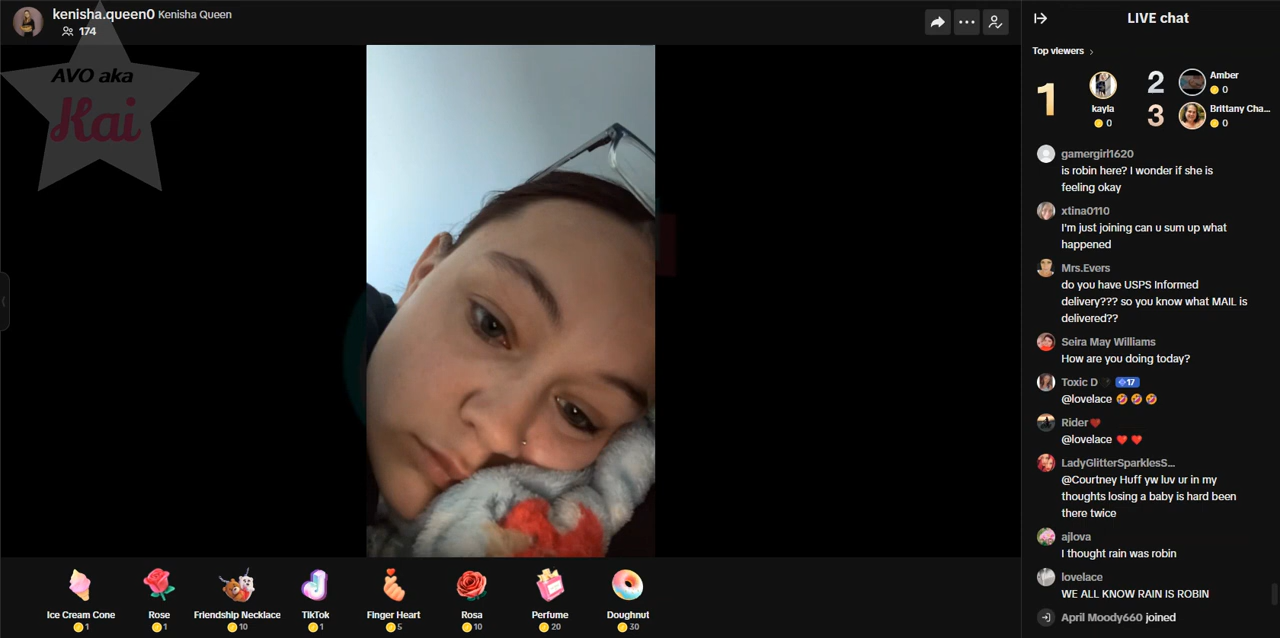 kenisha.queen0 Kenisha Queen
174
AVO aka
Kai
LIVE chat
Top viewers
1
kayla
0
2
Amber
0
3
Brittany Cha...
0
gamergirl1620
is robin here? I wonder if she is
feeling okay
xtina0110
I'm just joining can u sum up what
happened
Mrs.Evers
do you have USPS Informed
delivery??? so you know what MAIL is
delivered??
Seira May Williams
How are you doing today?
Toxic D 17
@lovelace 🤣 🤣 🤣
Rider❤️
@lovelace ❤️ ❤️
LadyGlitterSparklesS...
@Courtney Huff yw luv ur in my
thoughts losing a baby is hard been
there twice
ajlova
I thought rain was robin
lovelace
WE ALL KNOW RAIN IS ROBIN
April Moody660 joined
Ice Cream Cone
1
Rose
1
Friendship Necklace
10
TikTok
1
Finger Heart
5
Rosa
10
Perfume
20
Doughnut
30